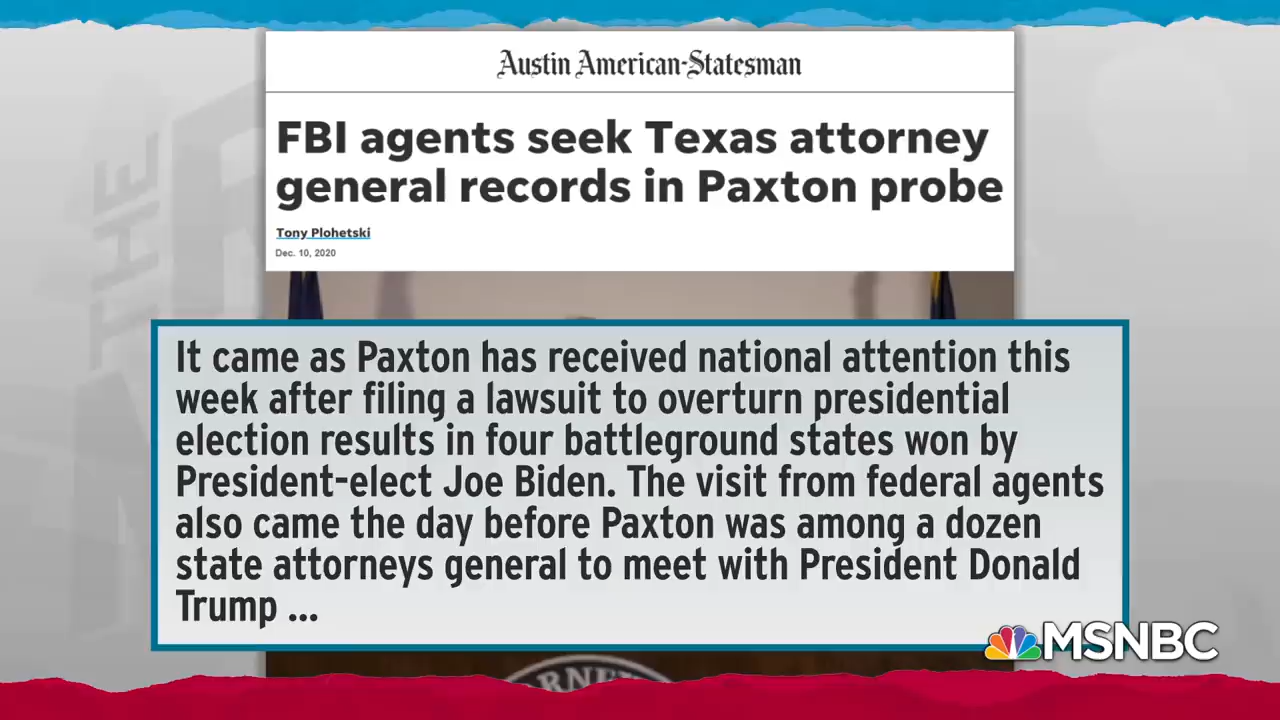 Austin American-Statesman
FBI agents seek Texas attorney
general records in Paxton probe
Tony Plohetski
Dec. 10, 2020
THE
It came as Paxton has received national attention this
week after filing a lawsuit to overturn presidential
election results in four battleground states won by
President-elect Joe Biden. The visit from federal agents
also came the day before Paxton was among a dozen
state attorneys general to meet with President Donald
Trump ...
MSNBC